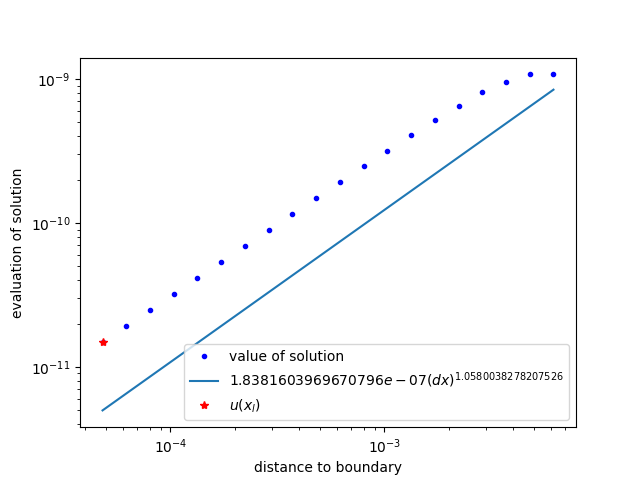 10⁻⁹
10⁻¹⁰
10⁻¹¹
evaluation of solution
value of solution
1.8381603969670796e − 07(dx)^1.0580038278207526
u(x_l)
10⁻⁴
10⁻³
distance to boundary